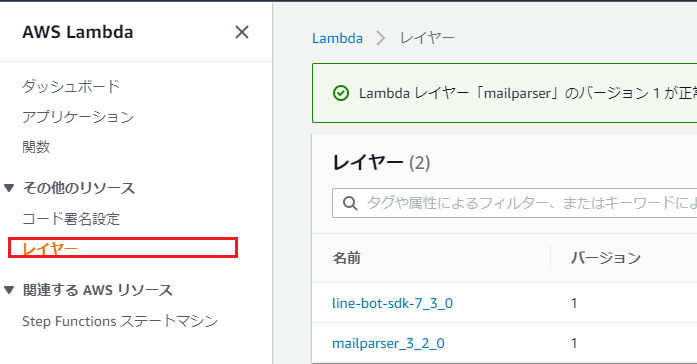 AWS Lambda
ダッシュボード
アプリケーション
関数
その他のリソース
コード署名設定
レイヤー
関連する AWS リソース
Step Functions ステートマシン
Lambda > レイヤー
Lambda レイヤー「mailparser」のバージョン 1 が正
レイヤー (2)
タグや属性によるフィルター、またはキーワードによ
名前 バージョン
line-bot-sdk-7_3_0 1
mailparser_3_2_0 1